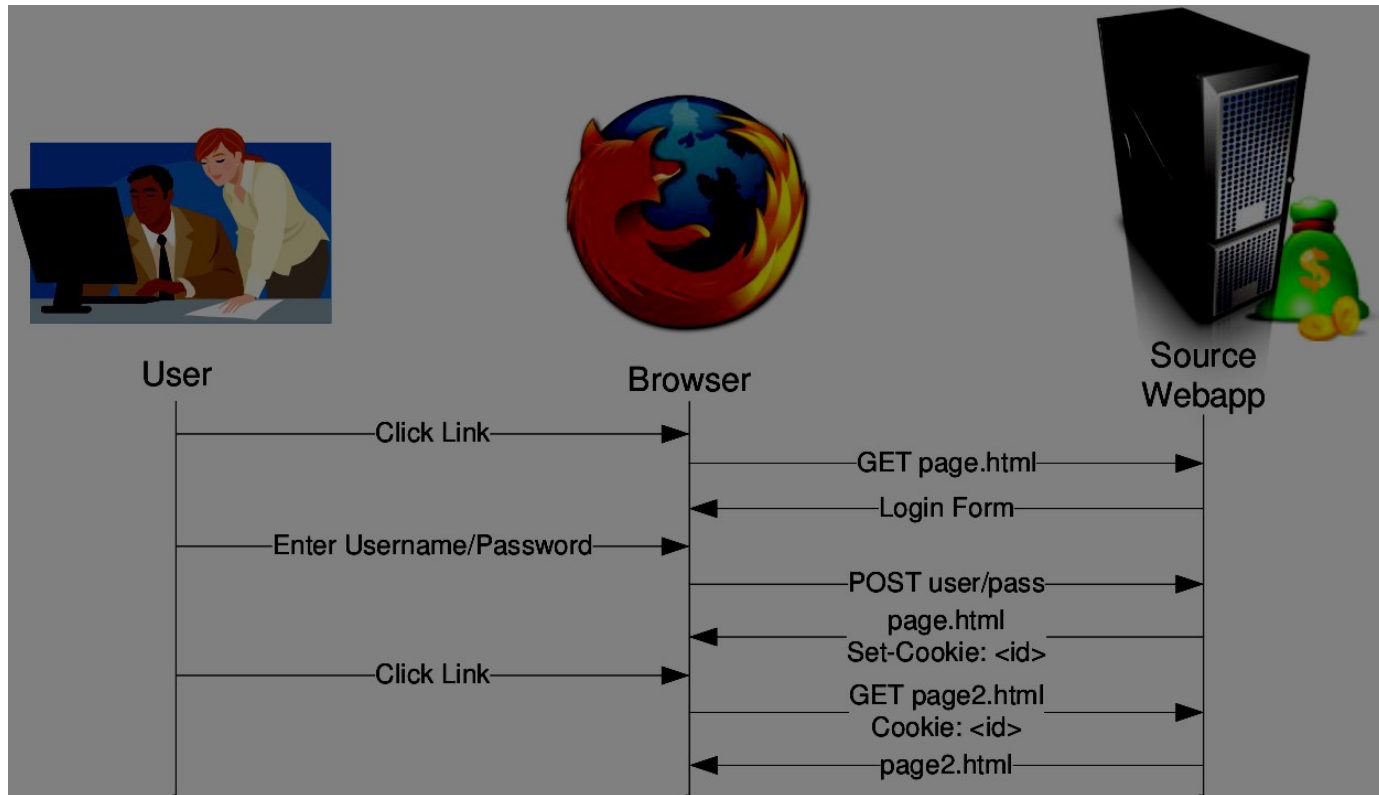 User
Browser
Source
Webapp
Click Link
GET page.html
Login Form
Enter Username/Password
POST user/pass
page.html
Set-Cookie: <id>
Click Link
GET page2.html
Cookie: <id>
page2.html
$